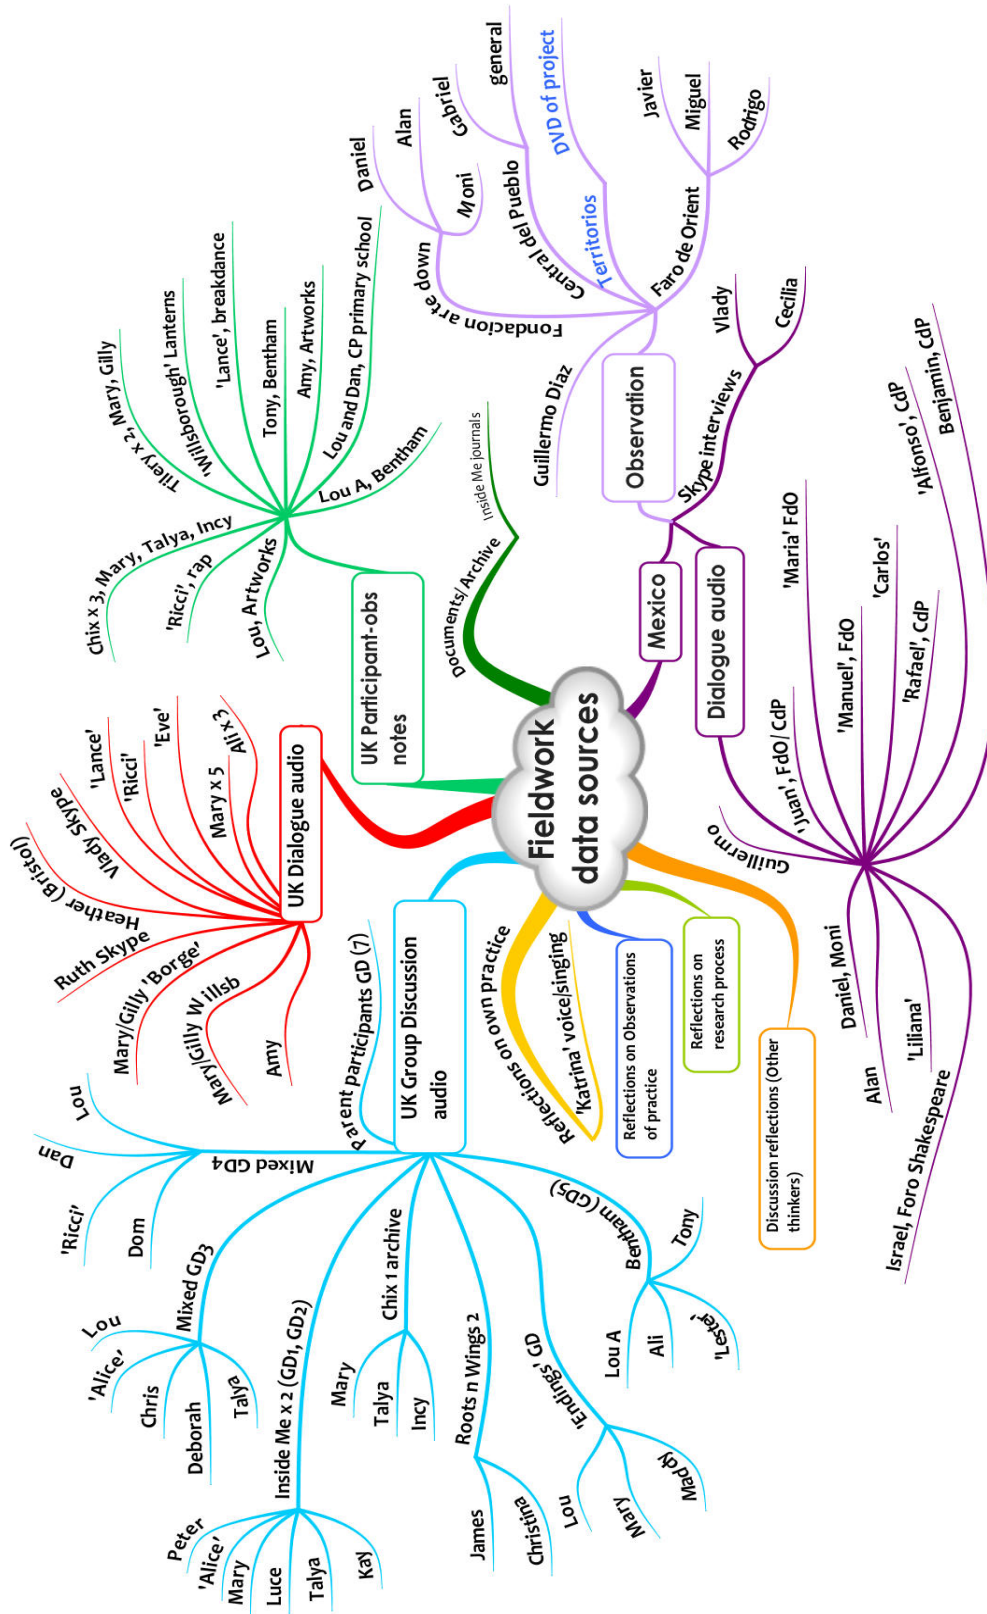 Fieldwork
data sources
Documents/ Archive
Inside Me journals
UK Participant-obs
notes
Chix x 3, Mary, Talya, Incy
'Ricci', rap
Lou, Artworks
Tilery x 2, Mary, Gilly
'Willsborough' Lanterns
'Lance', breakdance
Tony, Bentham
Amy, Artworks
Lou and Dan, CP primary school
Lou A, Bentham
UK Dialogue audio
Ruth Skype
Heather (Bristol)
Vlady Skype
'Lance'
'Ricci'
'Eve'
Mary x 5
Ali x 3
Mary/Gilly 'Borge'
Mary/Gilly W illsb
Amy
UK Group Discussion
audio
Parent participants GD (7)
Mixed GD4
Lou
Dan
'Ricci'
Dom
Mixed GD3
Lou
'Alice'
Chris
Deborah
Talya
Inside Me x 2 (GD1, GD2)
Peter
'Alice'
Mary
Luce
Talya
Kay
Chix 1 archive
Mary
Talya
Incy
Roots n Wings 2
James
Christina
'Endings' GD
Lou
Mary
Maddy
Bentham (GD5)
Lou A
Ali
'Lester'
Tony
Reflections on own practice
'Katrina' voice/singing
Reflections on Observations
of practice
Reflections on
research process
Discussion reflections (Other
thinkers)
Mexico
Observation
Guillermo Diaz
Fondacion arte down
Daniel
Alan
Moni
Central del Pueblo
Gabriel
general
Territorios
DVD of project
Faro de Orient
Javier
Miguel
Rodrigo
Skype interviews
Vlady
Cecilia
Dialogue audio
Guillermo
'Juan', FdO/ CdP
'Maria' FdO
'Manuel', FdO
'Carlos'
'Rafael', CdP
'Alfonso', CdP
Benjamin, CdP
Daniel, Moni
Alan
'Liliana'
Israel, Foro Shakespeare